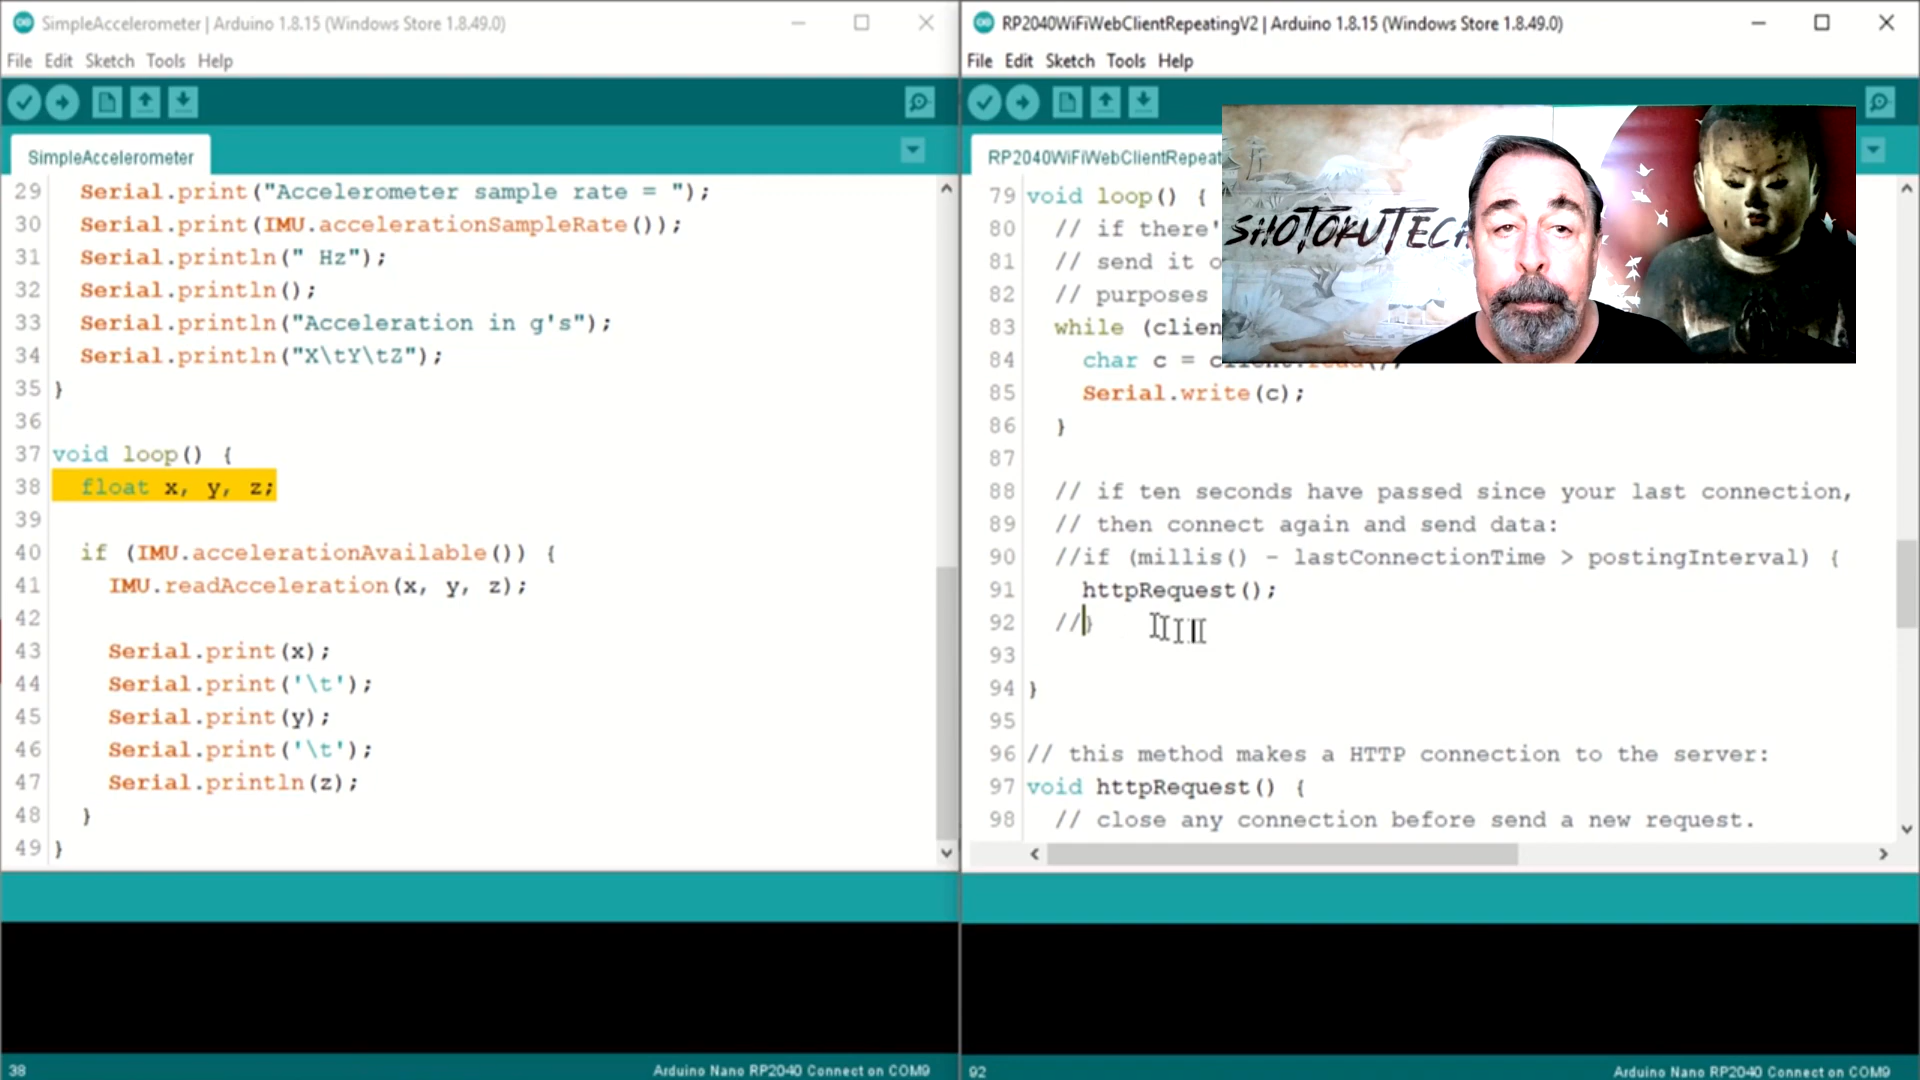 SimpleAccelerometer | Arduino 1.8.15 (Windows Store 1.8.49.0)
File Edit Sketch Tools Help
SimpleAccelerometer
29 Serial.print("Accelerometer sample rate = ");
30 Serial.print(IMU.accelerationSampleRate());
31 Serial.println(" Hz");
32 Serial.println();
33 Serial.println("Acceleration in g's");
34 Serial.println("X\tY\tZ");
35 }
36
37 void loop() {
38 float x, y, z;
39
40 if (IMU.accelerationAvailable()) {
41 IMU.readAcceleration(x, y, z);
42
43 Serial.print(x);
44 Serial.print('\t');
45 Serial.print(y);
46 Serial.print('\t');
47 Serial.println(z);
48 }
49 }
38
Arduino Nano RP2040 Connect on COM9
RP2040WiFiWebClientRepeatingV2 | Arduino 1.8.15 (Windows Store 1.8.49.0)
File Edit Sketch Tools Help
RP2040WiFiWebClientRepeat
SHOTOKUTECH
79 void loop() {
80 // if there'
81 // send it
82 // purposes
83 while (clien
84 char c =
85 Serial.write(c);
86 }
87
88 // if ten seconds have passed since your last connection,
89 // then connect again and send data:
90 //if (millis() - lastConnectionTime > postingInterval) {
91 httpRequest();
92 //}
93
94 }
95
96 // this method makes a HTTP connection to the server:
97 void httpRequest() {
98 // close any connection before send a new request.
92
Arduino Nano RP2040 Connect on COM9